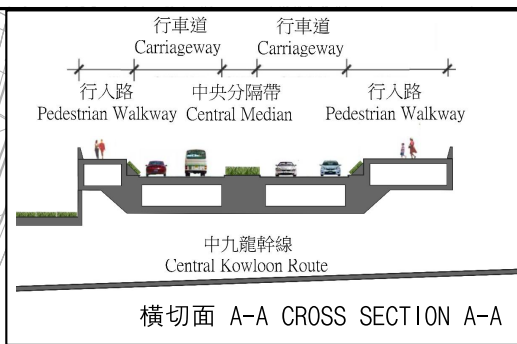 行車道 行車道
Carriageway Carriageway
行入路 中央分隔帶 行入路
Pedestrian Walkway Central Median Pedestrian Walkway
中九龍幹線
Central Kowloon Route
橫切面 A-A CROSS SECTION A-A